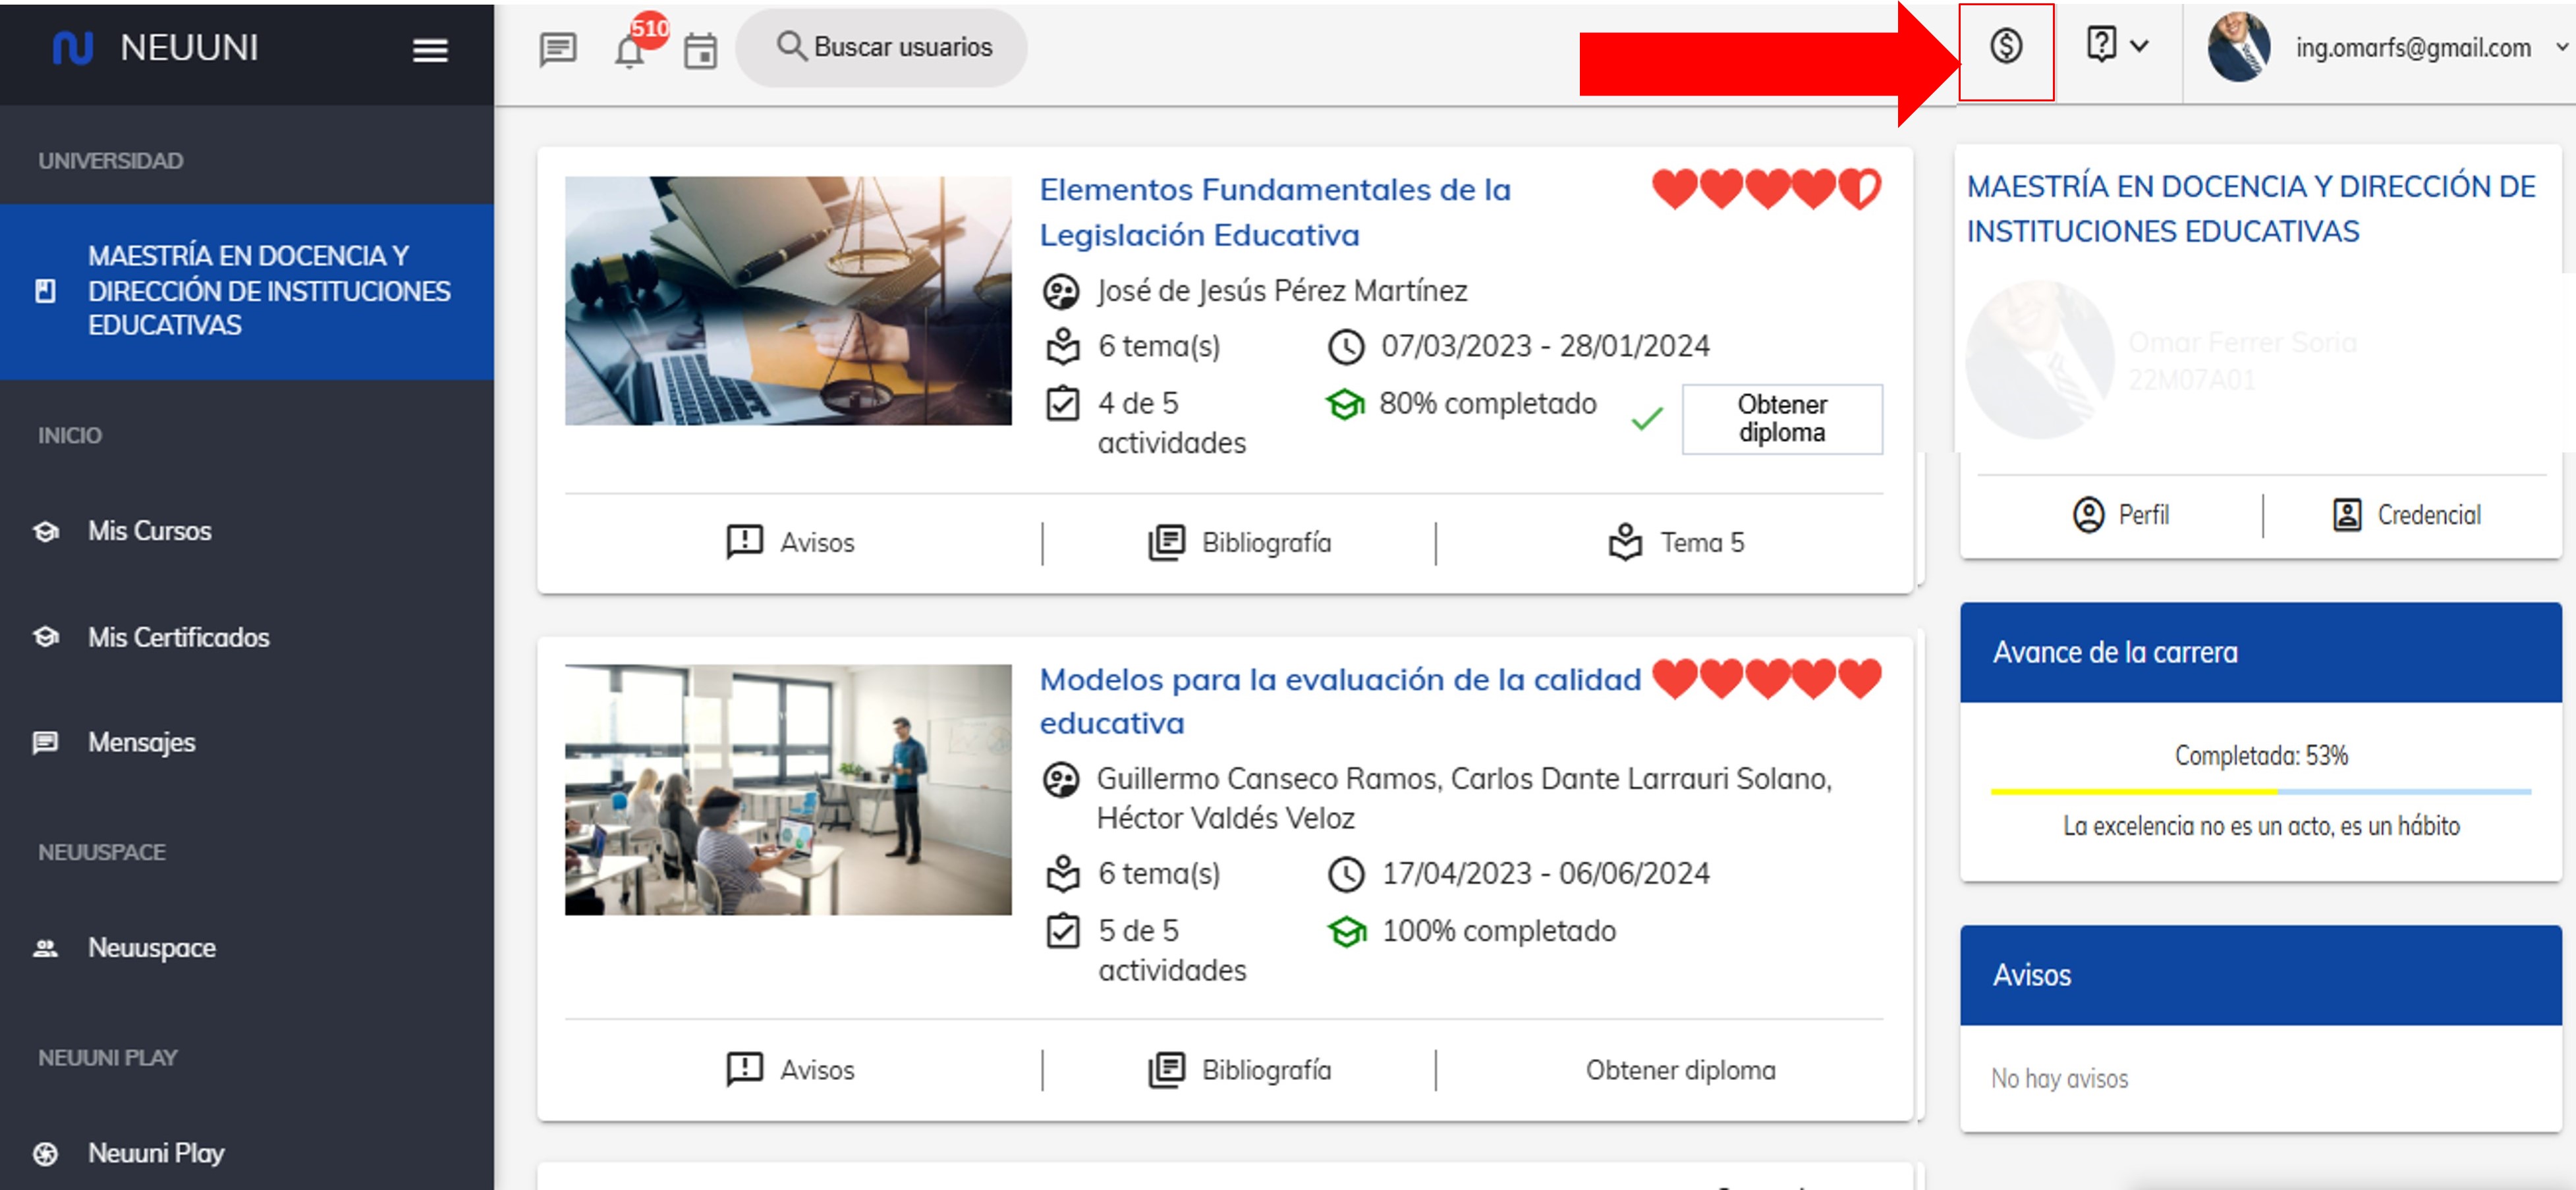 NEUUNI
UNIVERSIDAD
MAESTRÍA EN DOCENCIA Y
DIRECCIÓN DE INSTITUCIONES
EDUCATIVAS
INICIO
Mis Cursos
Mis Certificados
Mensajes
NEUUSPACE
Neuuspace
NEUUNI PLAY
Neuuni Play
510
Buscar usuarios
ing.omarfs@gmail.com
Elementos Fundamentales de la
Legislación Educativa
José de Jesús Pérez Martínez
6 tema(s)
07/03/2023 - 28/01/2024
4 de 5
actividades
80% completado
Obtener
diploma
Avisos
Bibliografía
Tema 5
Modelos para la evaluación de la calidad
educativa
Guillermo Canseco Ramos, Carlos Dante Larrauri Solano,
Héctor Valdés Veloz
6 tema(s)
17/04/2023 - 06/06/2024
5 de 5
actividades
100% completado
Avisos
Bibliografía
Obtener diploma
MAESTRÍA EN DOCENCIA Y DIRECCIÓN DE
INSTITUCIONES EDUCATIVAS
Omar Ferrer Soria
22M07A01
Perfil
Credencial
Avance de la carrera
Completada: 53%
La excelencia no es un acto, es un hábito
Avisos
No hay avisos